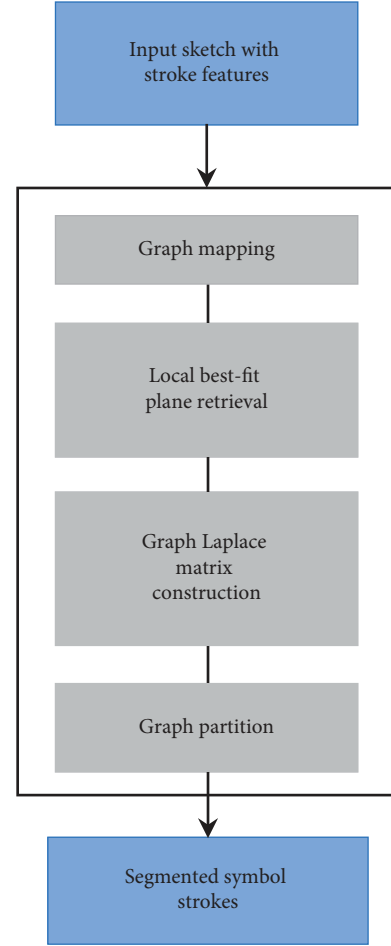 Input sketch with
stroke features
Graph mapping
Local best-fit
plane retrieval
Graph Laplace
matrix
construction
Graph partition
Segmented symbol
strokes